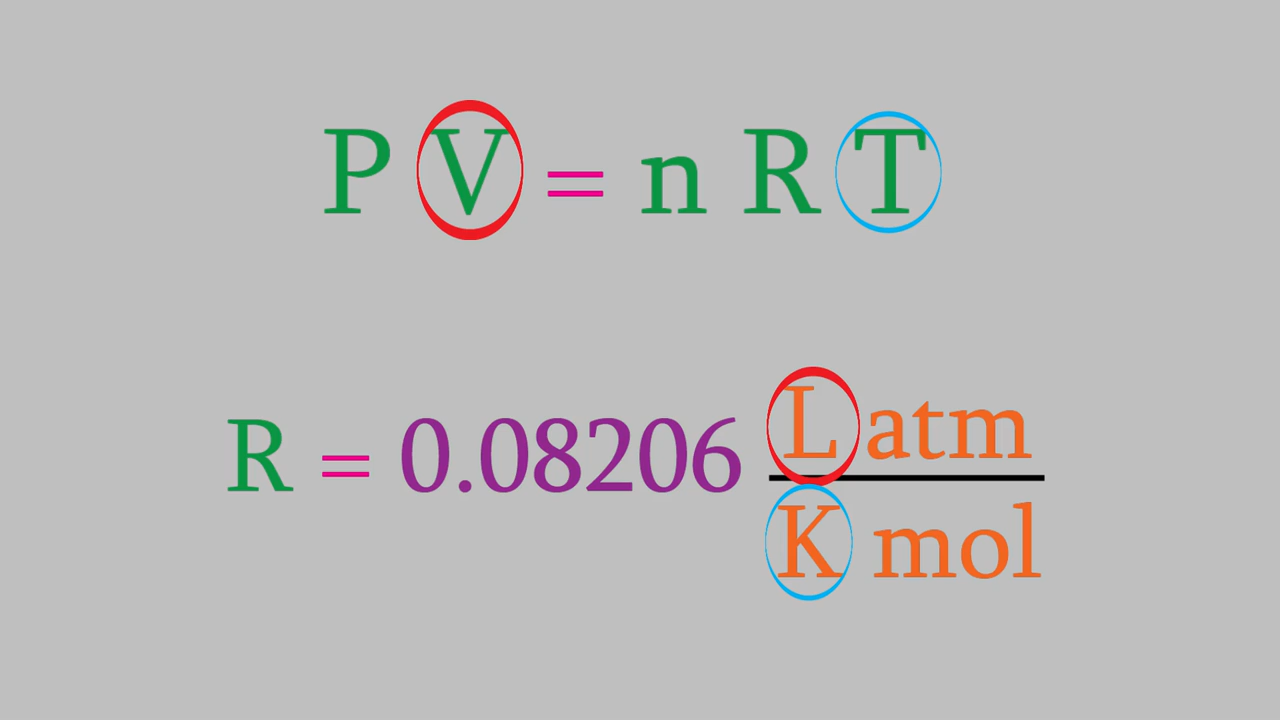 P V = n R T
R = 0.08206 L atm
K mol